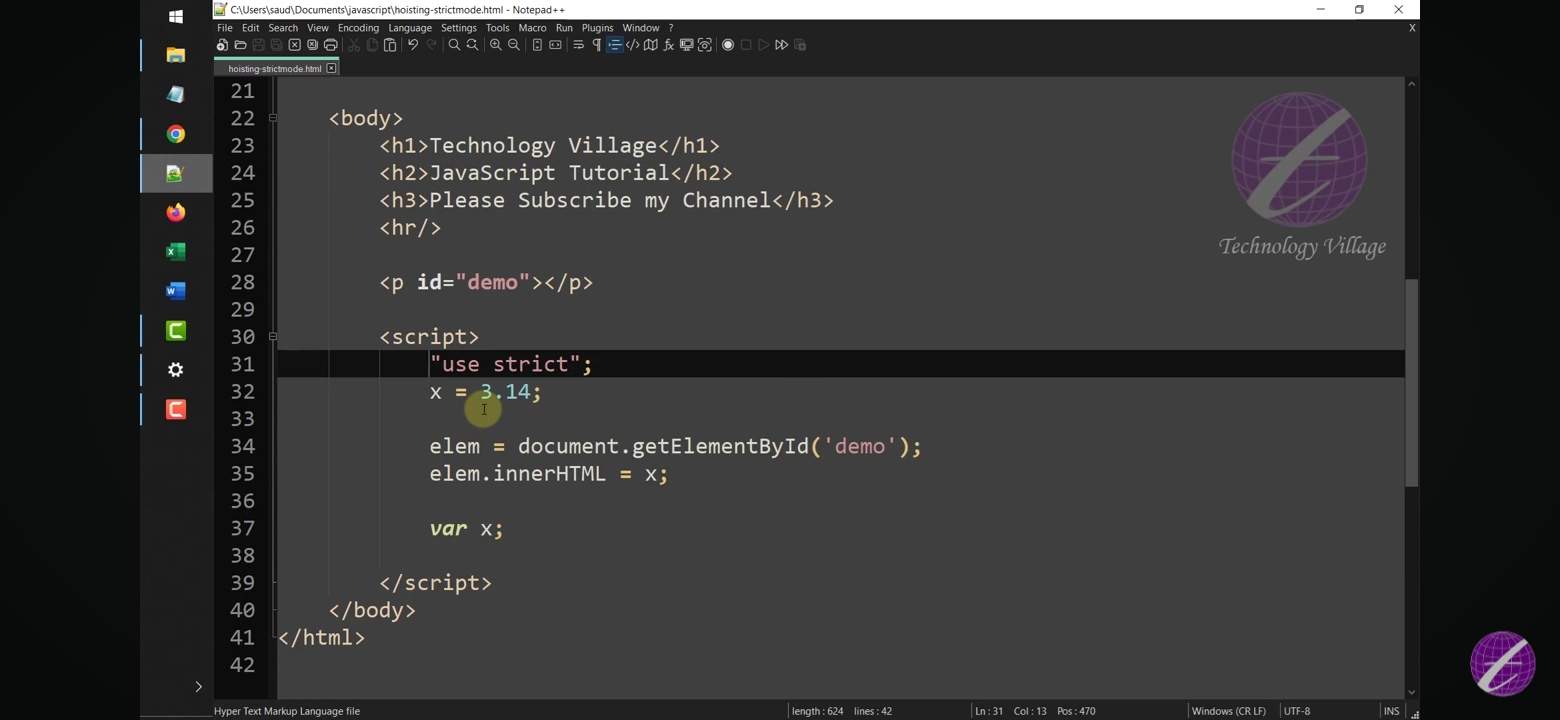 C:\Users\saud\Documents\javascript\hoisting-strictmode.html - Notepad++
File Edit Search View Encoding Language Settings Tools Macro Run Plugins Window ? X
hoisting-strictmode.html
21
22 <body>
23 <h1>Technology Village</h1>
24 <h2>JavaScript Tutorial</h2>
25 <h3>Please Subscribe my Channel</h3>
26 <hr/>
27
28 <p id="demo"></p>
29
30 <script>
31 "use strict";
32 x = 3.14;
33
34 elem = document.getElementById('demo');
35 elem.innerHTML = x;
36
37 var x;
38
39 </script>
40 </body>
41 </html>
42
Technology Village
Hyper Text Markup Language file length : 624 lines : 42 Ln : 31 Col : 13 Pos : 470 Windows (CR LF) UTF-8 INS